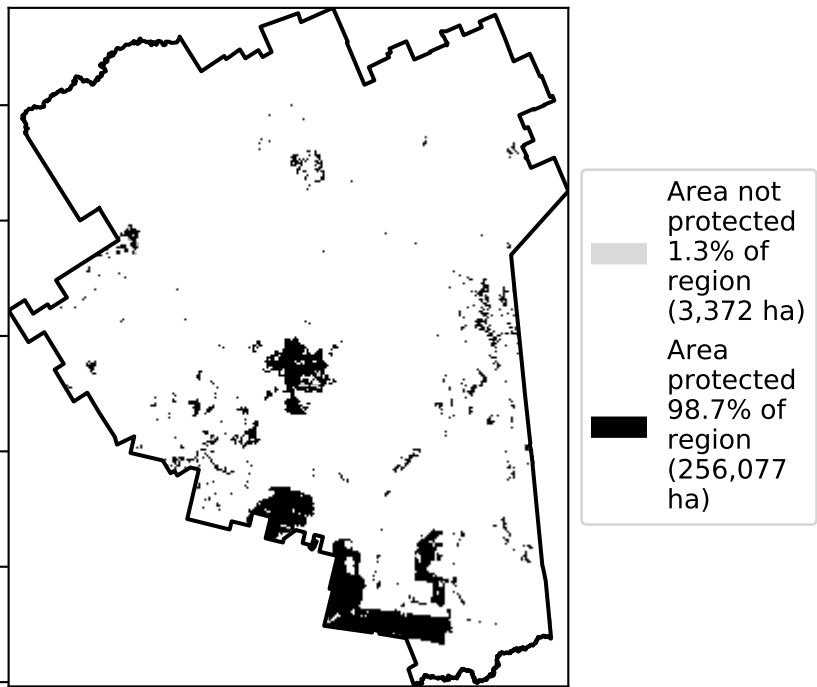 Area not
protected
1.3% of
region
(3,372 ha)
Area
protected
98.7% of
region
(256,077
ha)